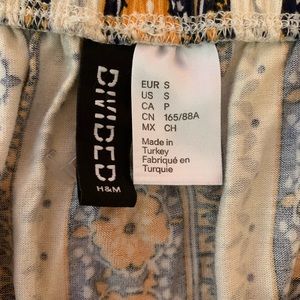 DIVIDED
H&M
EUR S
US S
CA P
CN 165/88A
MX CH
Made in
Turkey
Fabriqué en
Turquie